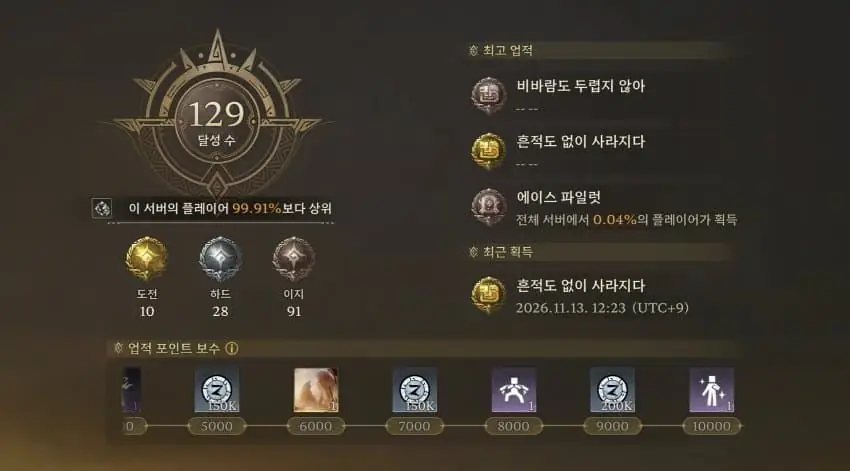 129
달성 수
이 서버의 플레이어 99.91%보다 상위
도전
10
하드
28
이지
91
최고 업적
비바람도 두렵지 않아
-- --
흔적도 없이 사라지다
-- --
에이스 파일럿
전체 서버에서 0.04%의 플레이어가 획득
최근 획득
흔적도 없이 사라지다
2026.11.13. 12:23 (UTC+9)
업적 포인트 보수
1
150K
1
150K
1
200K
1
5000
6000
7000
8000
9000
10000